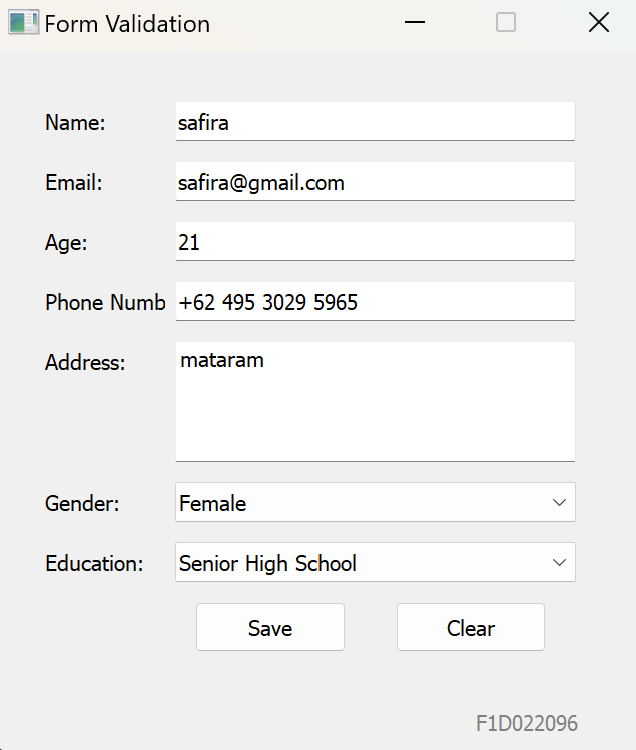 Form Validation
Name: safira
Email: safira@gmail.com
Age: 21
Phone Numb +62 495 3029 5965
Address: mataram
Gender: Female
Education: Senior High School
Save Clear
F1D022096